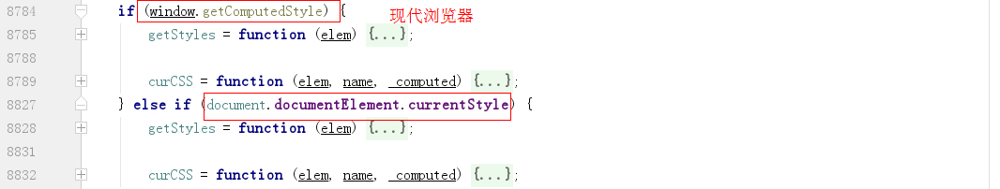 8784 if (window.getComputedStyle) { 现代浏览器
8785 getStyles = function (elem) {...};
8788
8789 curCSS = function (elem, name, _computed) {...};
8827 } else if (document.documentElement.currentStyle) {
8828 getStyles = function (elem) {...};
8831
8832 curCSS = function (elem, name, _computed) {...};